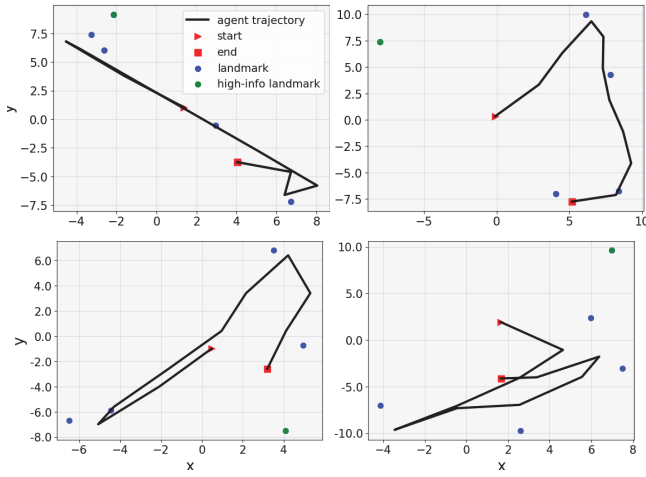 7.5
5.0
2.5
0.0
−2.5
−5.0
−7.5
y
−4 −2 0 2 4 6 8
agent trajectory
start
end
landmark
high-info landmark
10.0
7.5
5.0
2.5
0.0
−2.5
−5.0
−7.5
−5 0 5 10
6.0
4.0
2.0
0.0
−2.0
−4.0
−6.0
−8.0
y
−6 −4 −2 0 2 4
x
10.0
5.0
0.0
−5.0
−10.0
−4 −2 0 2 4 6 8
x